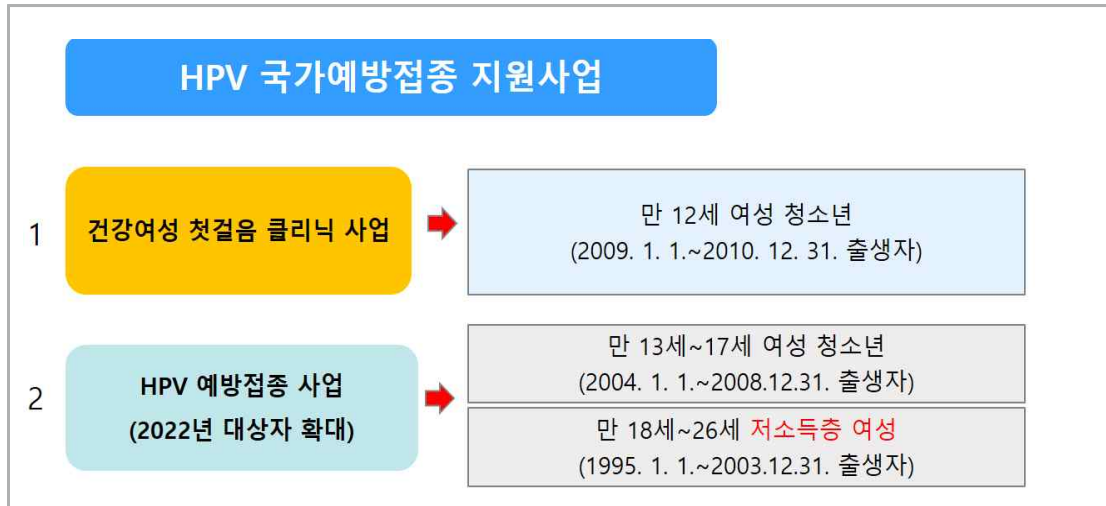 HPV 국가예방접종 지원사업
1
건강여성 첫걸음 클리닉 사업
만 12세 여성 청소년
(2009. 1. 1.~2010. 12. 31. 출생자)
2
HPV 예방접종 사업
(2022년 대상자 확대)
만 13세~17세 여성 청소년
(2004. 1. 1.~2008.12.31. 출생자)
만 18세~26세 저소득층 여성
(1995. 1. 1.~2003.12.31. 출생자)